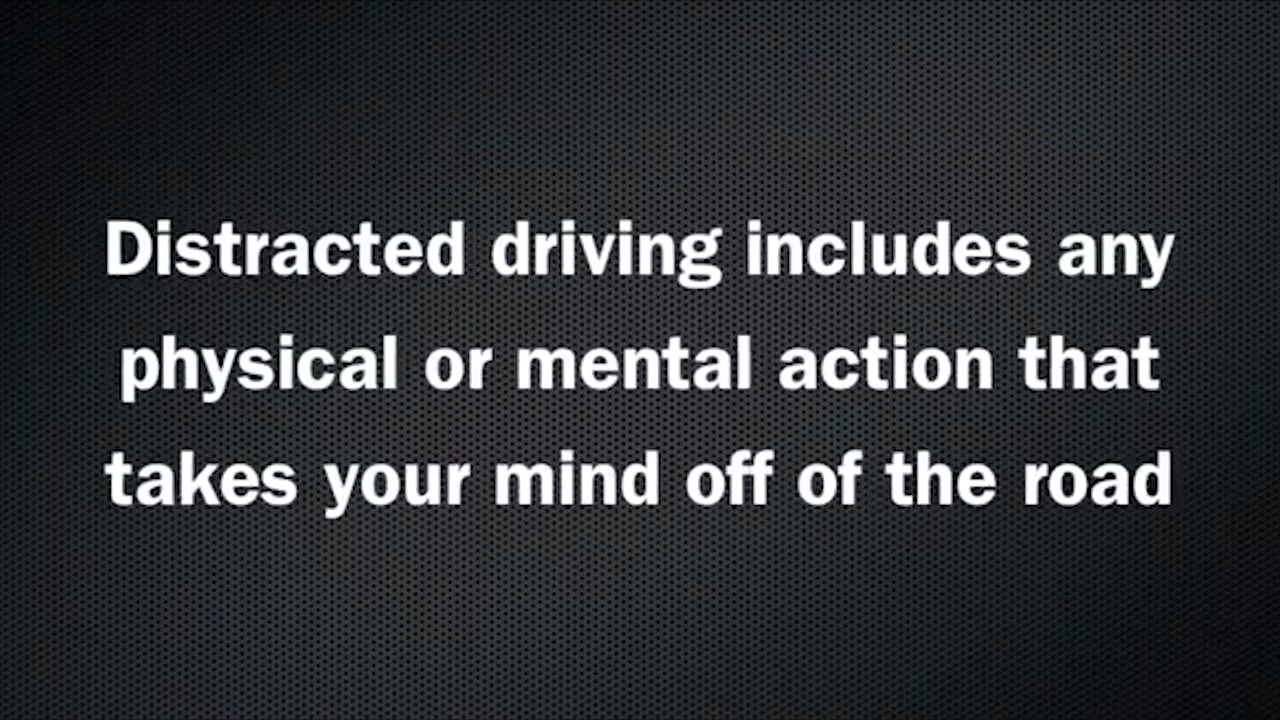 Distracted driving includes any
physical or mental action that
takes your mind off of the road